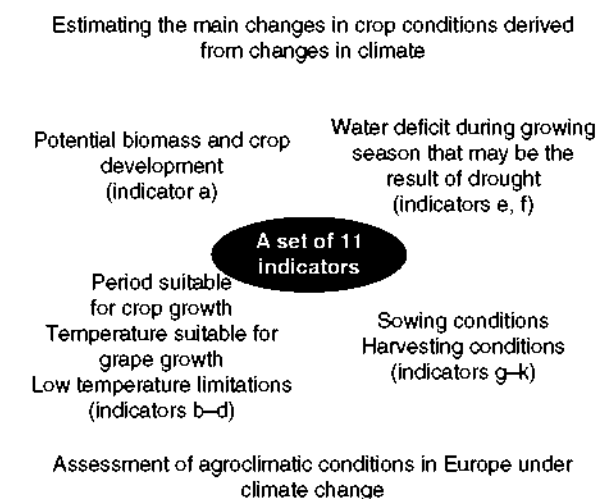 Estimating the main changes in crop conditions derived
from changes in climate
Potential biomass and crop
development
(indicator a)
Water deficit during growing
season that may be the
result of drought
(indicators e, f)
A set of 11
indicators
Period suitable
for crop growth
Temperature suitable for
grape growth
Low temperature limitations
(indicators b–d)
Sowing conditions
Harvesting conditions
(indicators g–k)
Assessment of agroclimatic conditions in Europe under
climate change